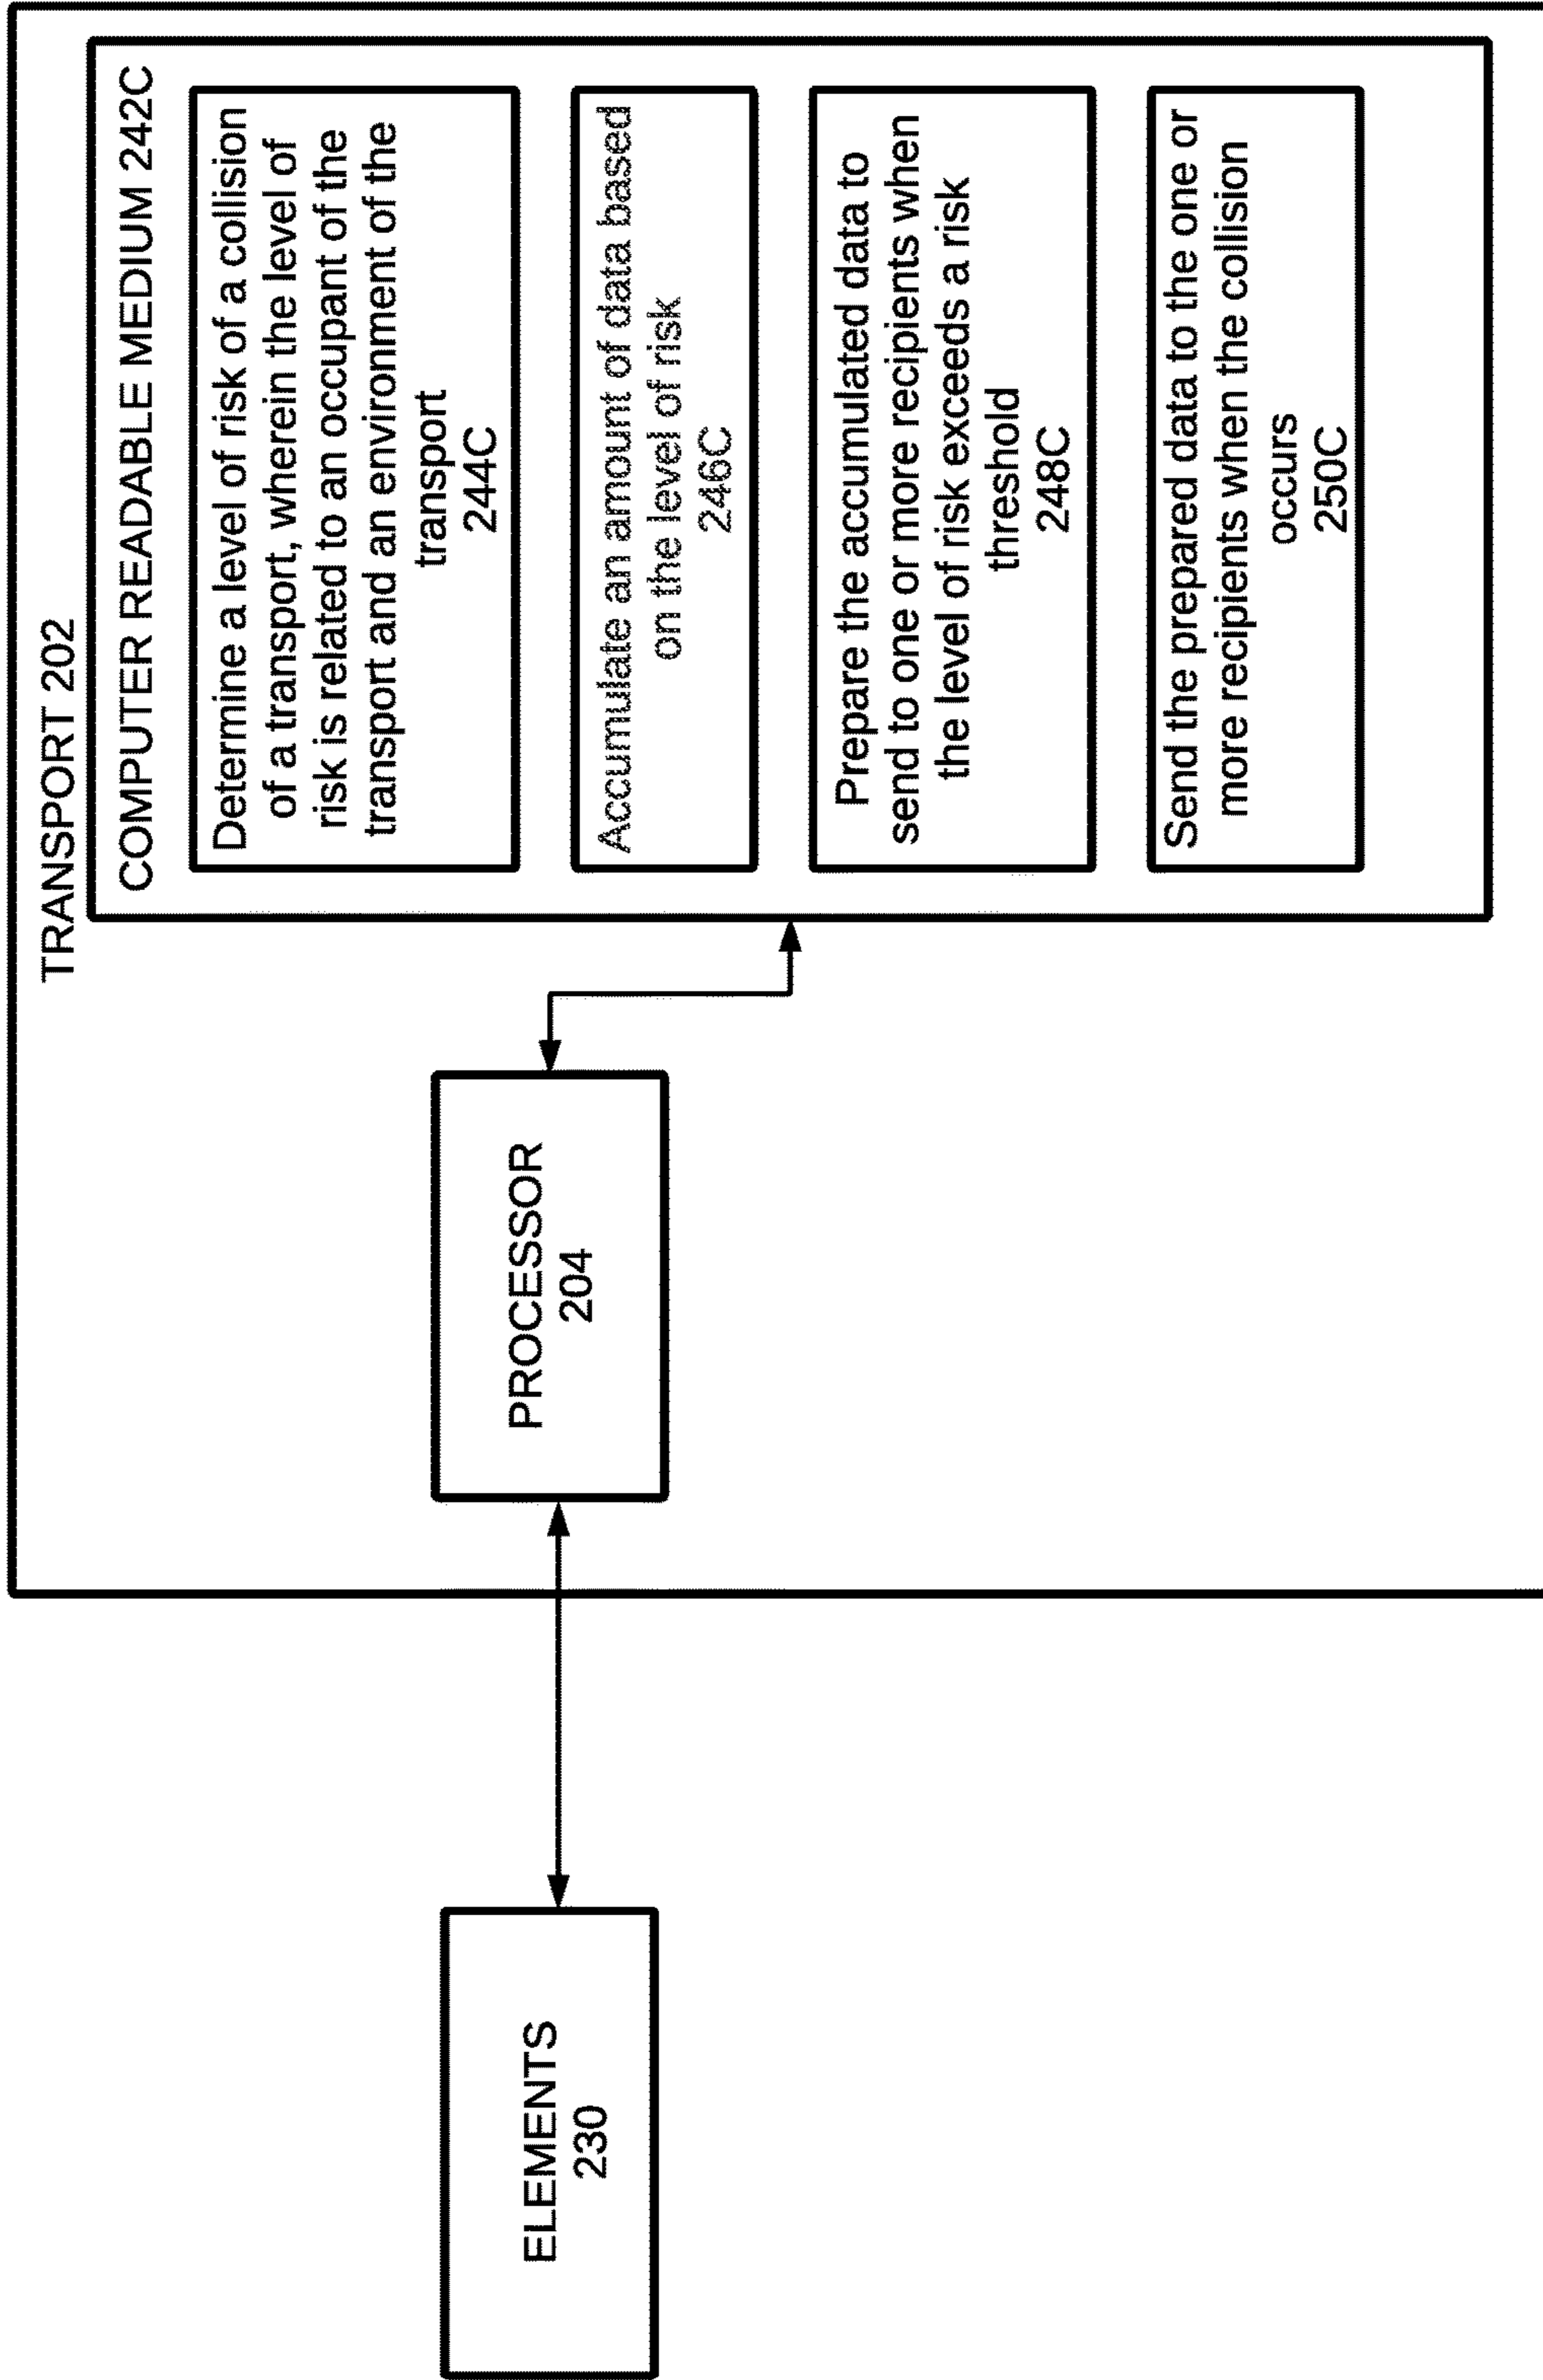 TRANSPORT 202
COMPUTER READABLE MEDIUM 242C
Determine a level of risk of a collision
of a transport, wherein the level of
risk is related to an occupant of the
transport and an environment of the
transport
244C
Accumulate an amount of data based
on the level of risk
246C
Prepare the accumulated data to
send to one or more recipients when
the level of risk exceeds a risk
threshold
248C
Send the prepared data to the one or
more recipients when the collision
occurs
250C
PROCESSOR
204
ELEMENTS
230